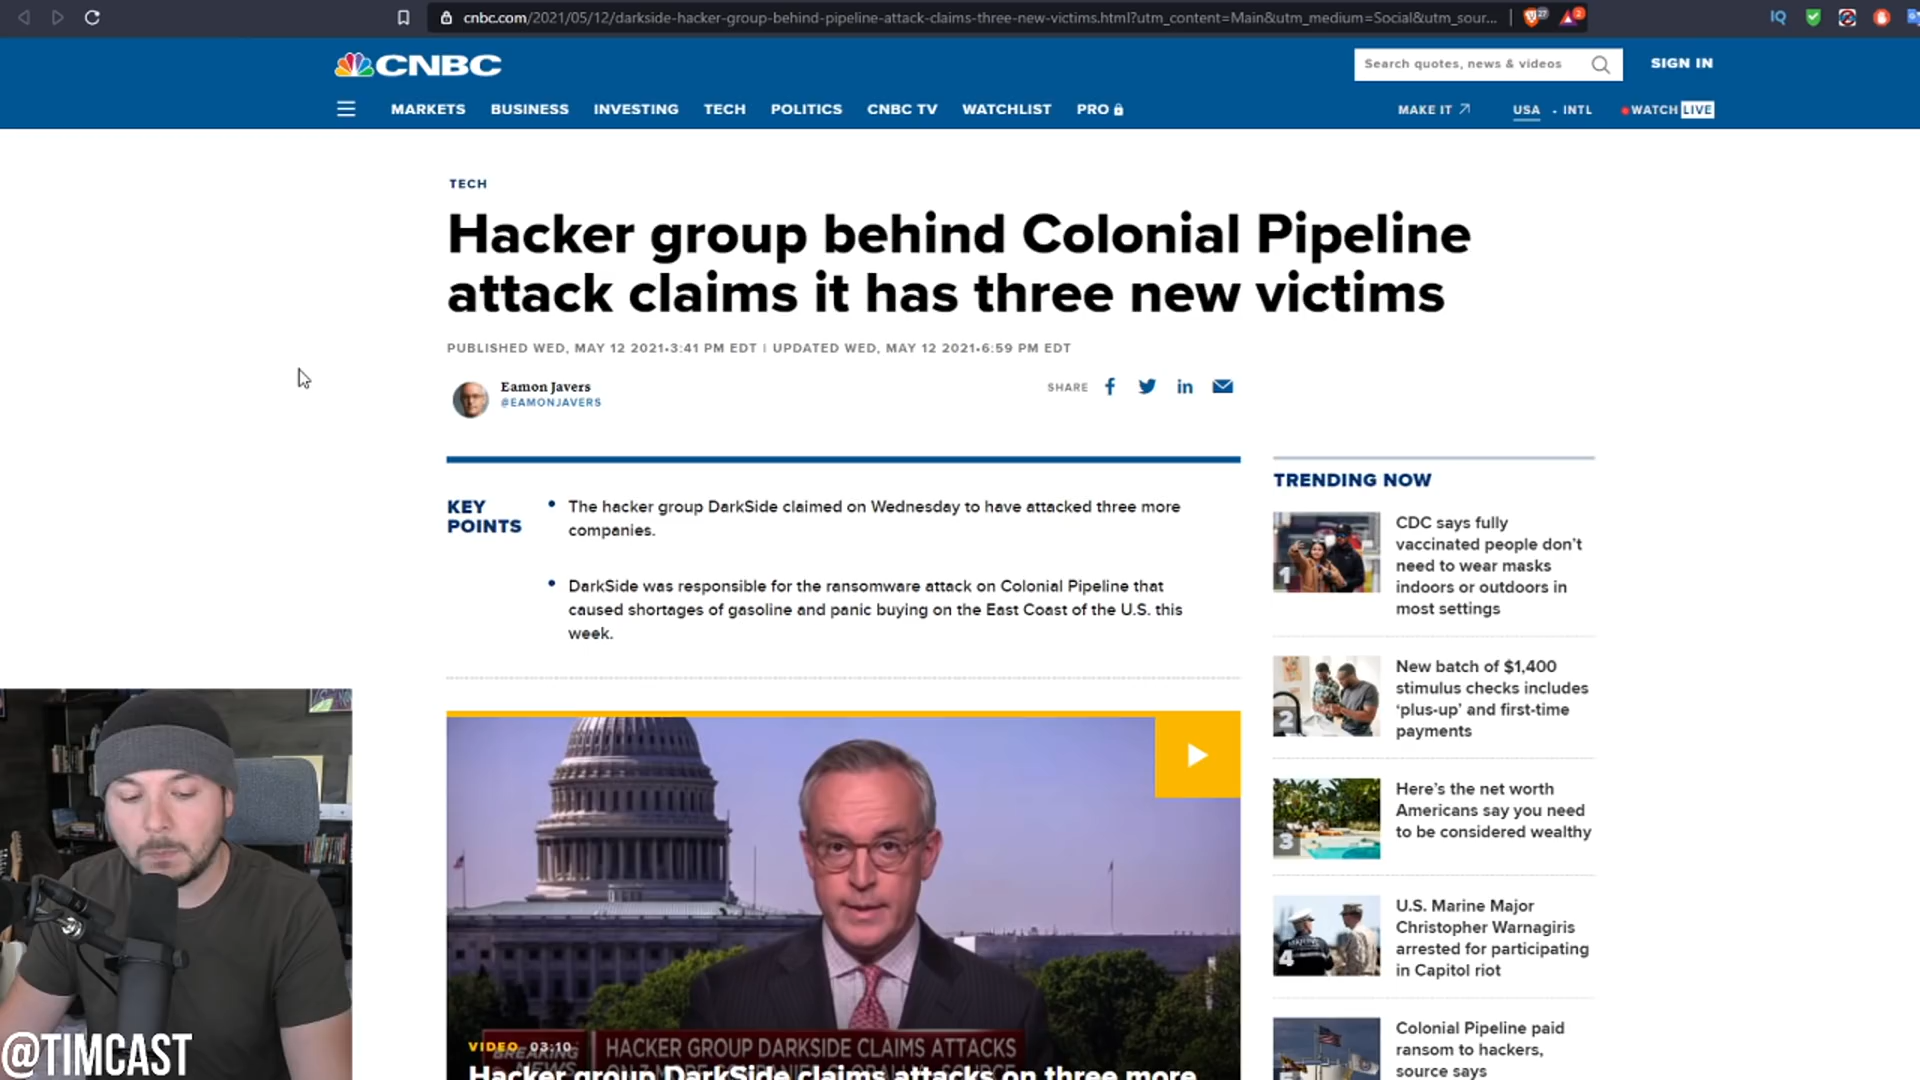 cnbc.com/2021/05/12/darkside-hacker-group-behind-pipeline-attack-claims-three-new-victims.html?utm_content=Main&utm_medium=Social&utm_sour...
27
2
IQ
CNBC
Search quotes, news & videos
SIGN IN
MARKETS BUSINESS INVESTING TECH POLITICS CNBC TV WATCHLIST PRO
MAKE IT
USA • INTL
WATCH LIVE
TECH
Hacker group behind Colonial Pipeline
attack claims it has three new victims
PUBLISHED WED, MAY 12 2021•3:41 PM EDT | UPDATED WED, MAY 12 2021•6:59 PM EDT
Eamon Javers
@EAMONJAVERS
SHARE
KEY
POINTS
• The hacker group DarkSide claimed on Wednesday to have attacked three more
companies.
• DarkSide was responsible for the ransomware attack on Colonial Pipeline that
caused shortages of gasoline and panic buying on the East Coast of the U.S. this
week.
VIDEO 03:10
BREAKING
NEWS
HACKER GROUP DARKSIDE CLAIMS ATTACKS
Hacker group DarkSide claims attacks on three more
TRENDING NOW
1
CDC says fully
vaccinated people don't
need to wear masks
indoors or outdoors in
most settings
2
New batch of $1,400
stimulus checks includes
‘plus-up’ and first-time
payments
3
Here's the net worth
Americans say you need
to be considered wealthy
4
U.S. Marine Major
Christopher Warnagiris
arrested for participating
in Capitol riot
5
Colonial Pipeline paid
ransom to hackers,
source says
@TIMCAST